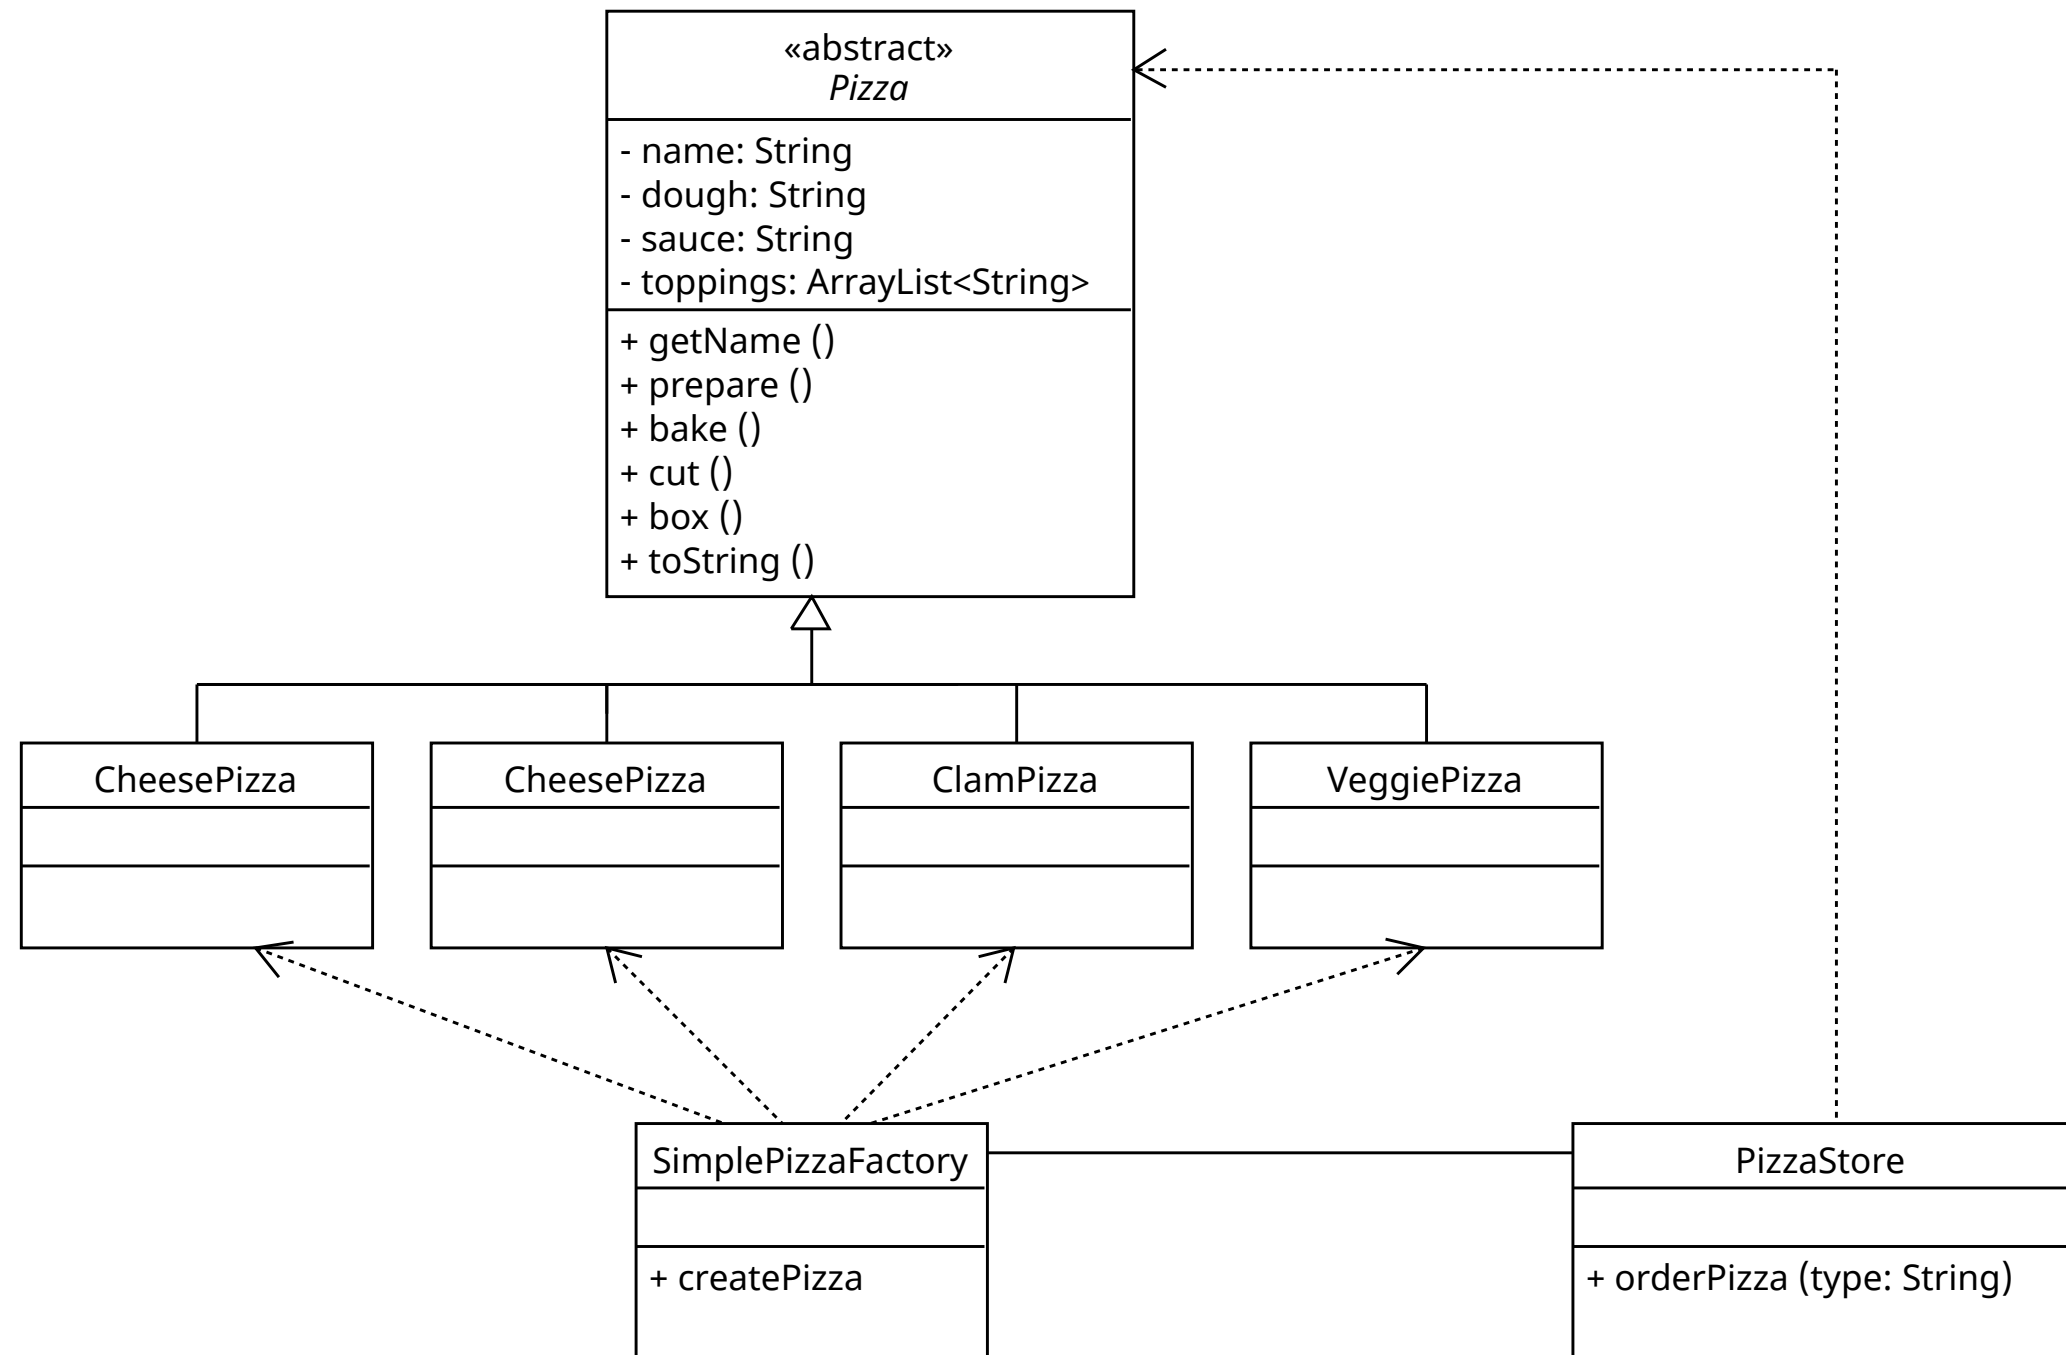 «abstract»
Pizza
- name: String
- dough: String
- sauce: String
- toppings: ArrayList<String>
+ getName ()
+ prepare ()
+ bake ()
+ cut ()
+ box ()
+ toString ()
CheesePizza
CheesePizza
ClamPizza
VeggiePizza
SimplePizzaFactory
+ createPizza
PizzaStore
+ orderPizza (type: String)